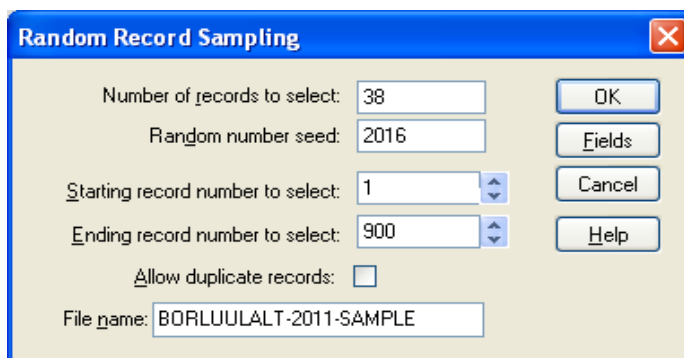 Random Record Sampling
Number of records to select: 38
OK
Random number seed: 2016
Fields
Starting record number to select: 1
Cancel
Ending record number to select: 900
Help
Allow duplicate records:
File name: BORLUULALT-2011-SAMPLE